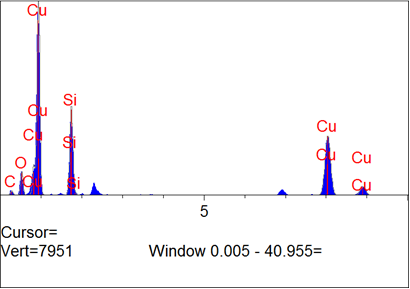 Cu
Cu
Si
Cu
Cu
Si
Cu
Cu
O
C
Cu
Si
Cu
5
Cursor=
Vert=7951 Window 0.005 - 40.955=